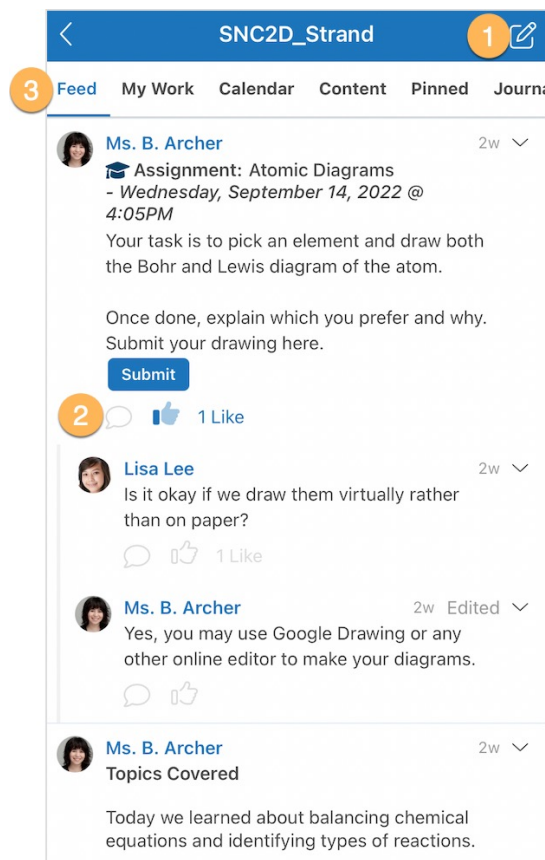 SNC2D_Strand
1
3
Feed My Work Calendar Content Pinned Journa
Ms. B. Archer 2w
Assignment: Atomic Diagrams
- Wednesday, September 14, 2022 @
4:05PM
Your task is to pick an element and draw both
the Bohr and Lewis diagram of the atom.
Once done, explain which you prefer and why.
Submit your drawing here.
Submit
2
1 Like
Lisa Lee 2w
Is it okay if we draw them virtually rather
than on paper?
1 Like
Ms. B. Archer 2w Edited
Yes, you may use Google Drawing or any
other online editor to make your diagrams.
Ms. B. Archer 2w
Topics Covered
Today we learned about balancing chemical
equations and identifying types of reactions.